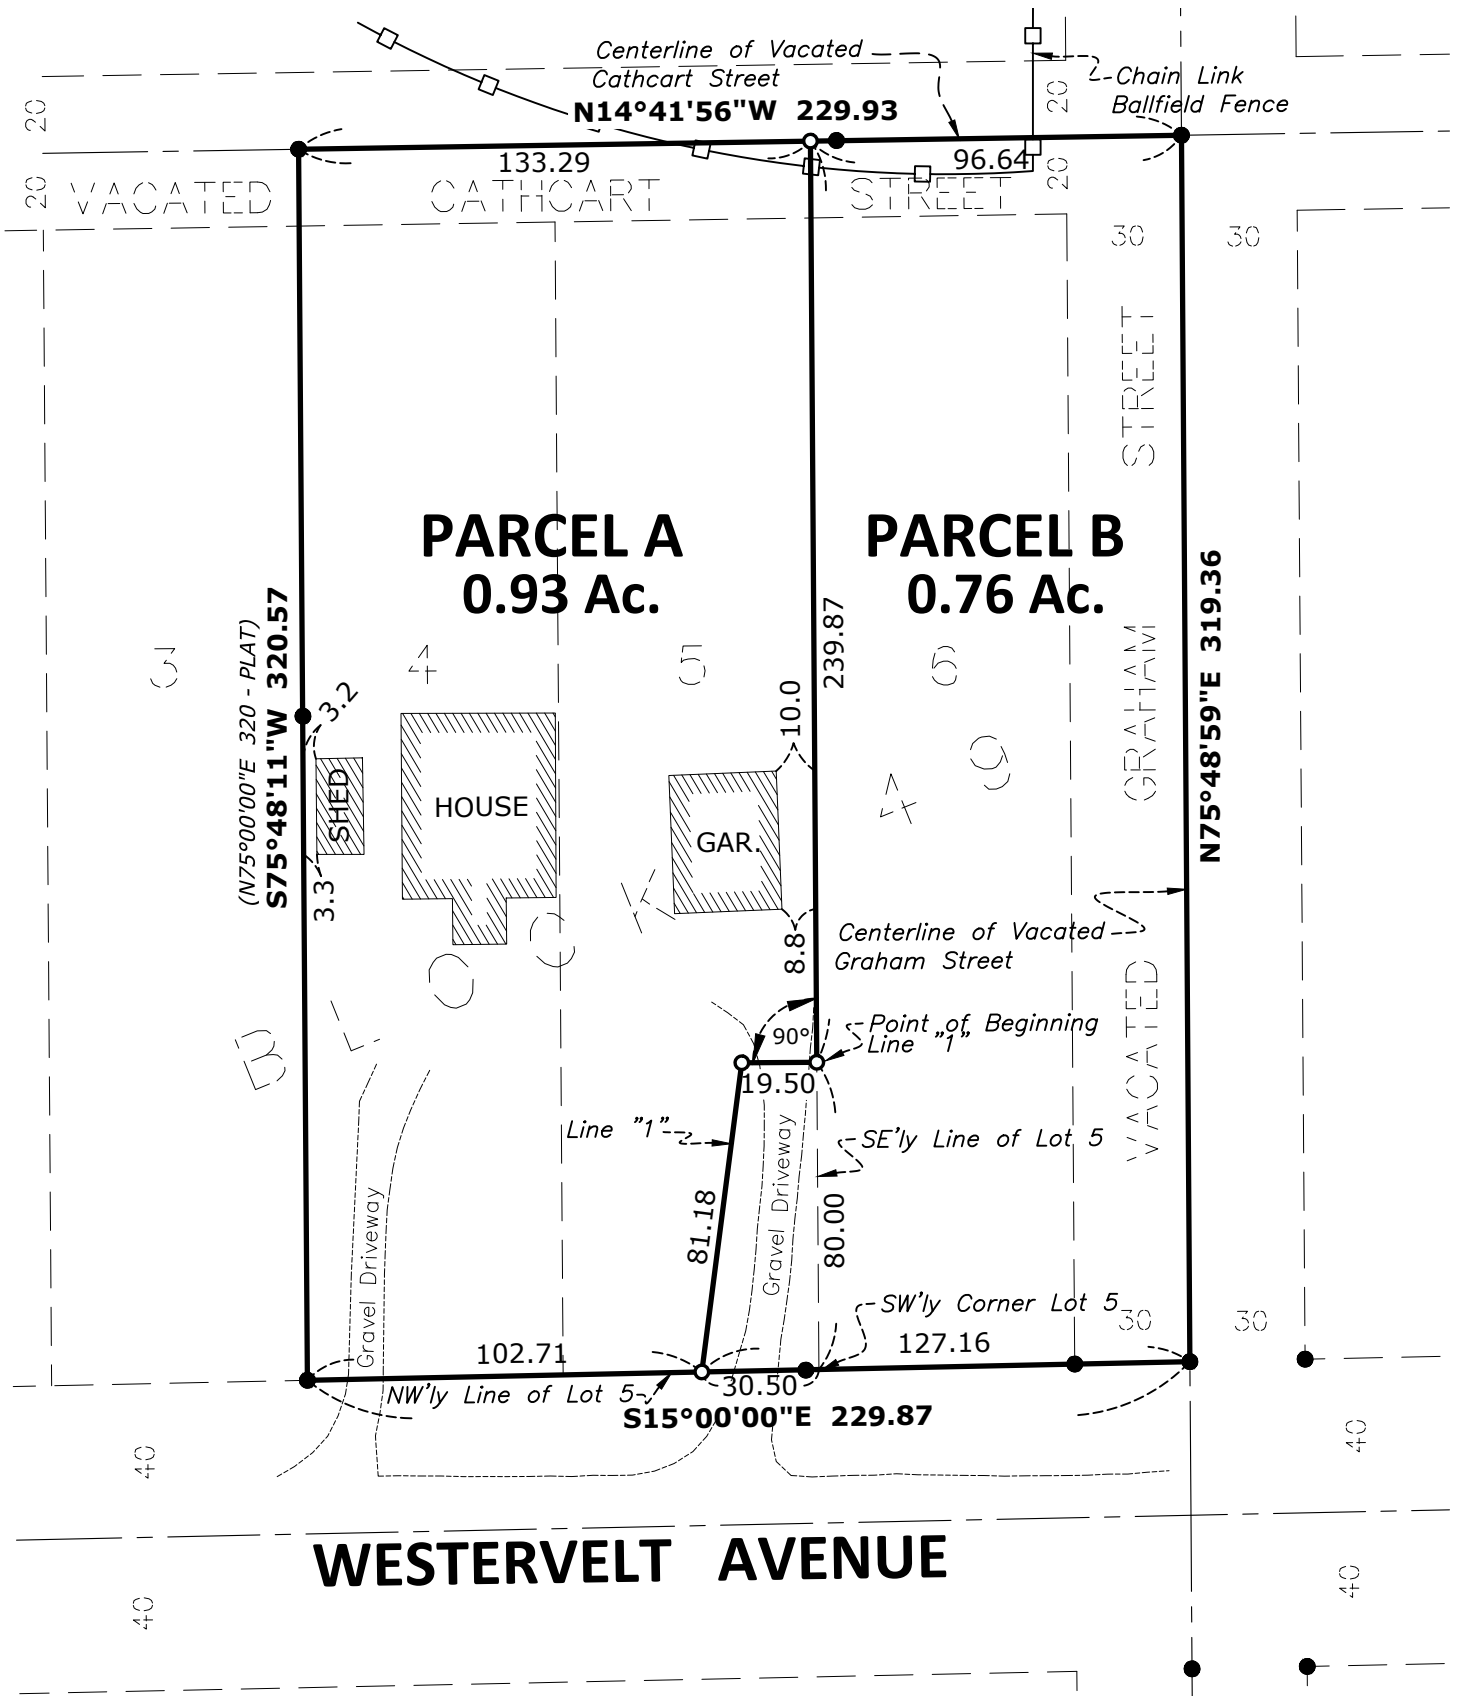 Centerline of Vacated
Cathcart Street
Chain Link
Ballfield Fence
N14°41'56"W 229.93
133.29
96.64
20
20
20
20
VACATED CATHCART STREET
30
30
STREET
PARCEL A
0.93 Ac.
PARCEL B
0.76 Ac.
(N75°00'00"E 320 - PLAT)
S75°48'11"W 320.57
239.87
N75°48'59"E 319.36
3
4
5
6
GRAHAM
3.2
10.0
SHED
HOUSE
GAR.
49
3.3
8.8
BLOCK
Centerline of Vacated
Graham Street
VACATED
90°
Point of Beginning
Line "1"
19.50
Line "1"
SE'ly Line of Lot 5
Gravel Driveway
Gravel Driveway
81.18
80.00
SW'ly Corner Lot 5
30
30
102.71
127.16
NW'ly Line of Lot 5
30.50
S15°00'00"E 229.87
40
40
WESTERVELT AVENUE
40
40